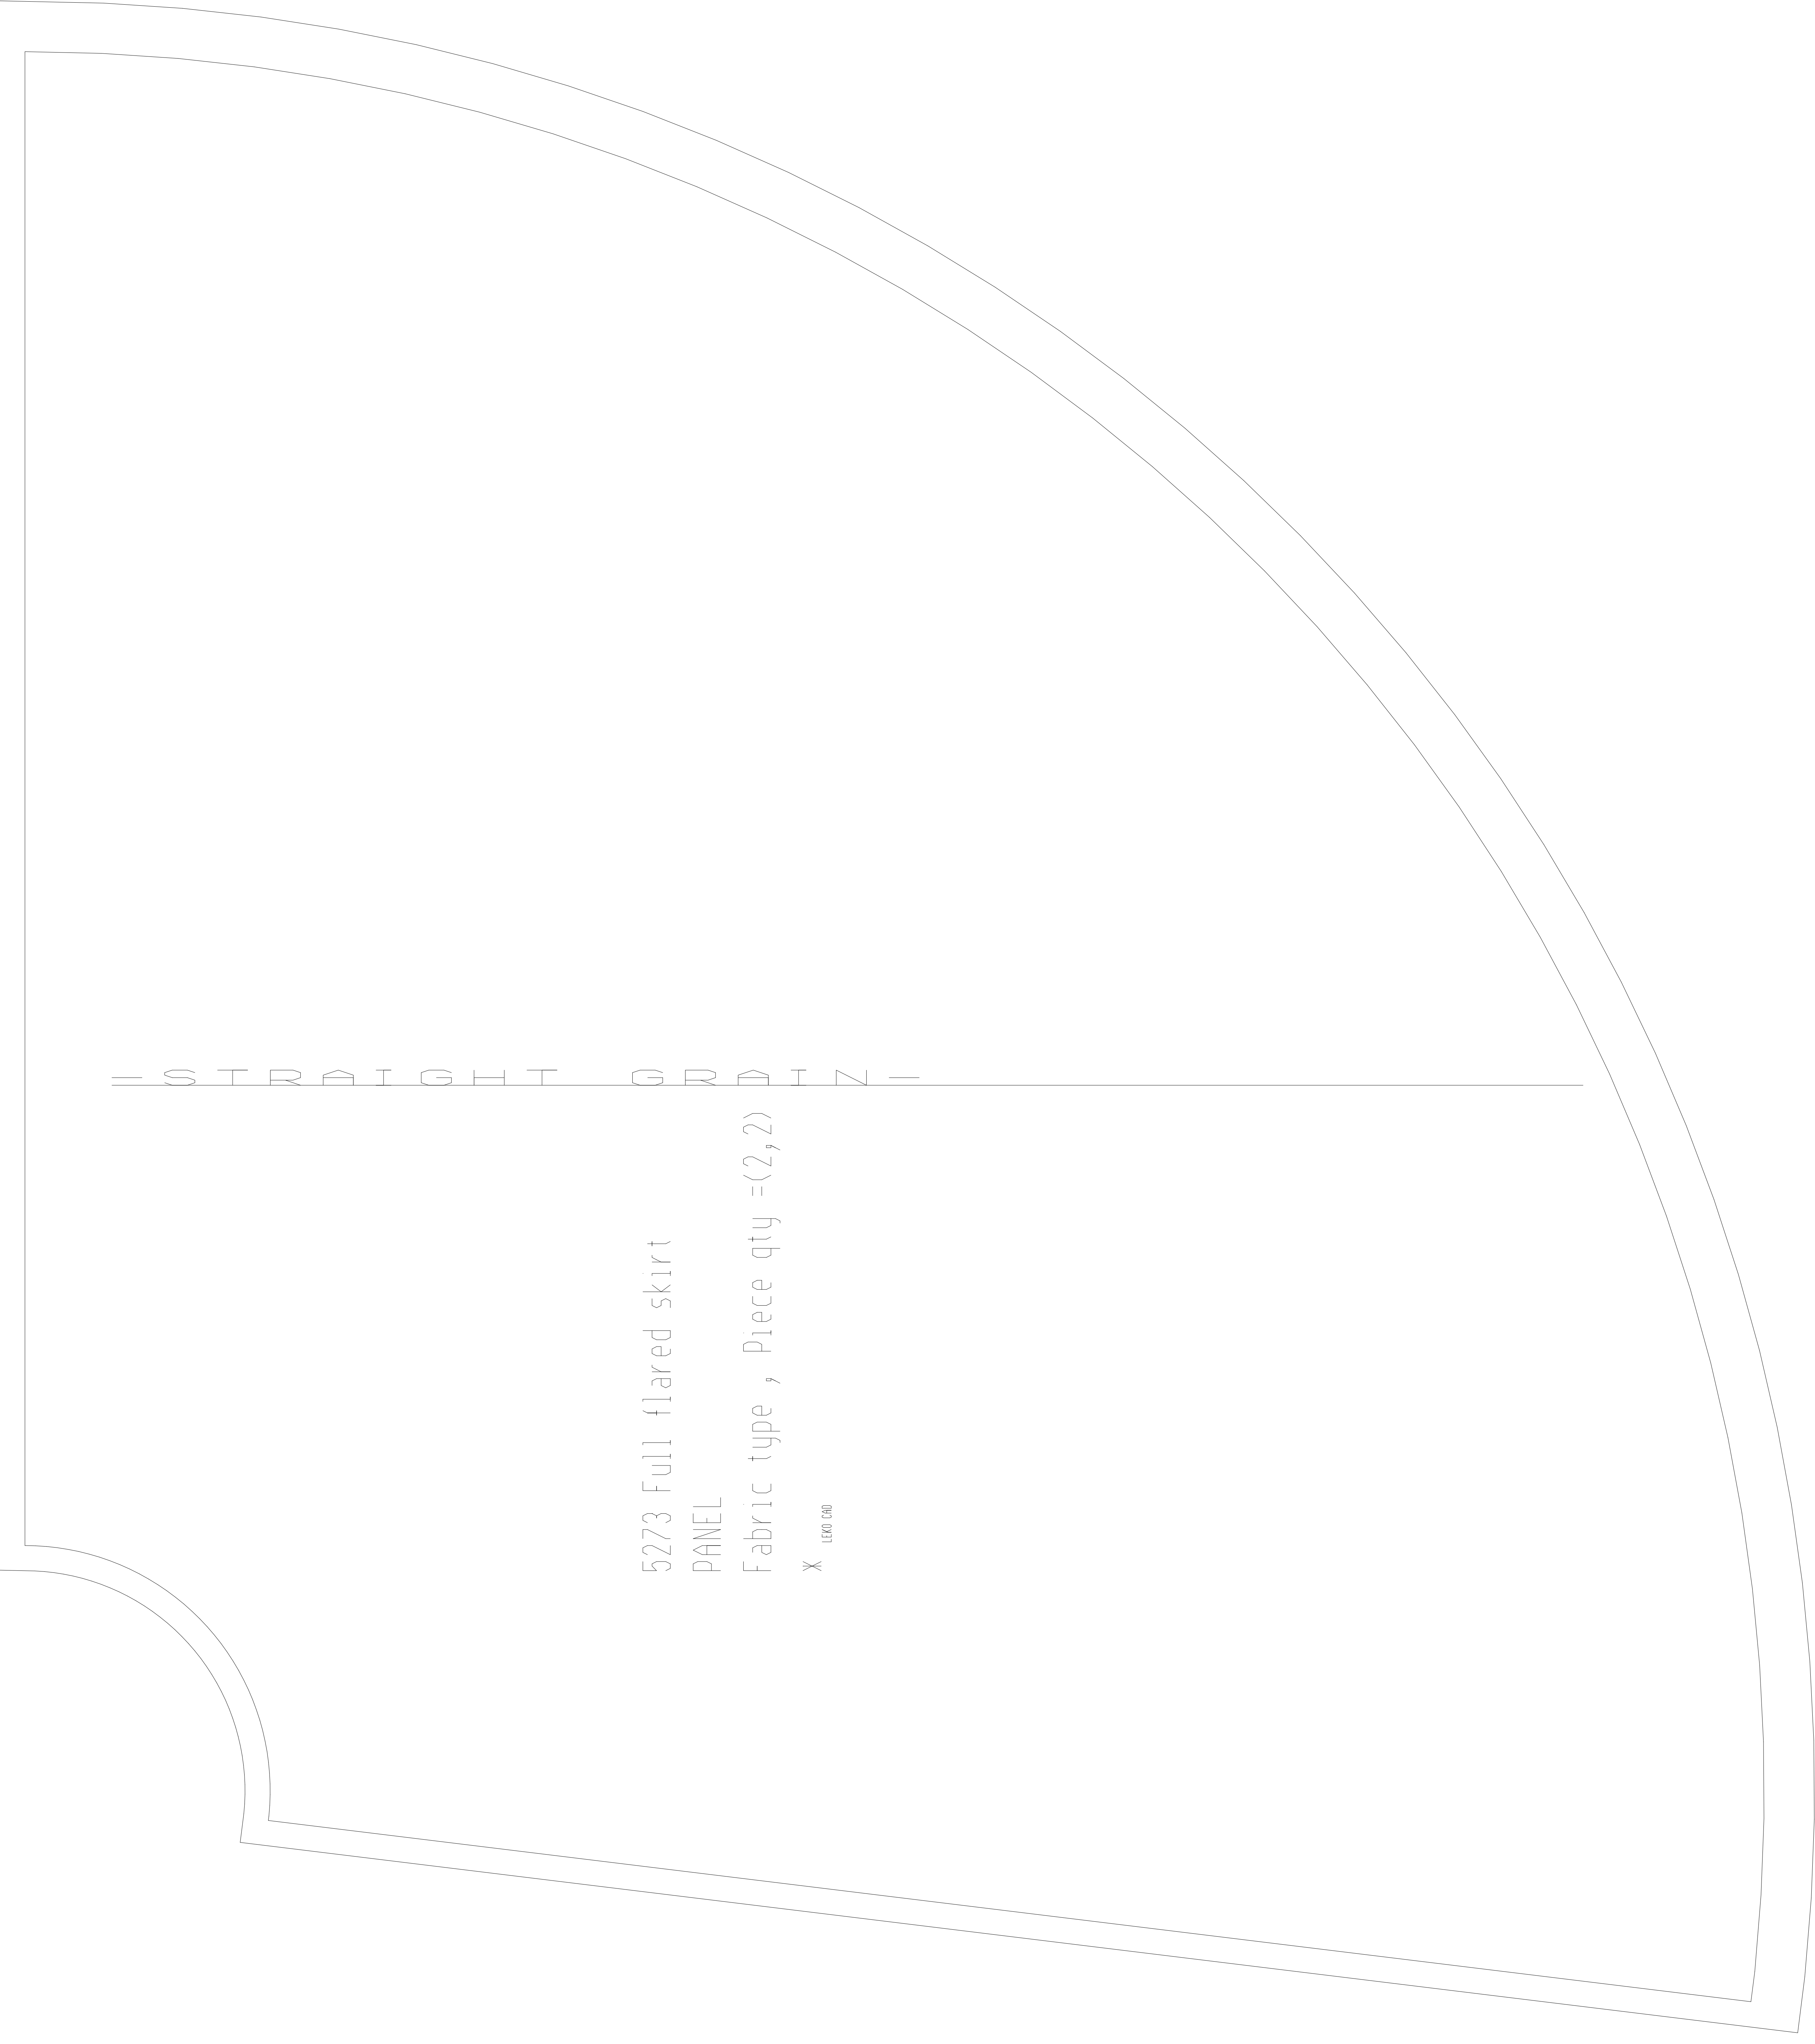 - STRAIGHT GRAIN -
5273 Full flared skirt
PANEL
Fabric type , Piece qty =(2,2)
*
LEKO CAD